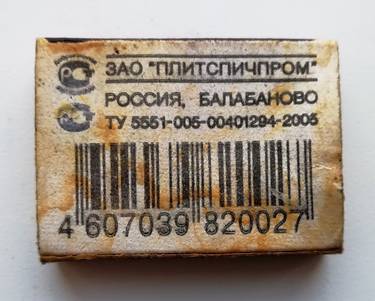 ЗАО "ПЛИТСПИЧПРОМ"
РОССИЯ, БАЛАБАНОВО
ТУ 5551-005-00401294-2005
4 607039 820027